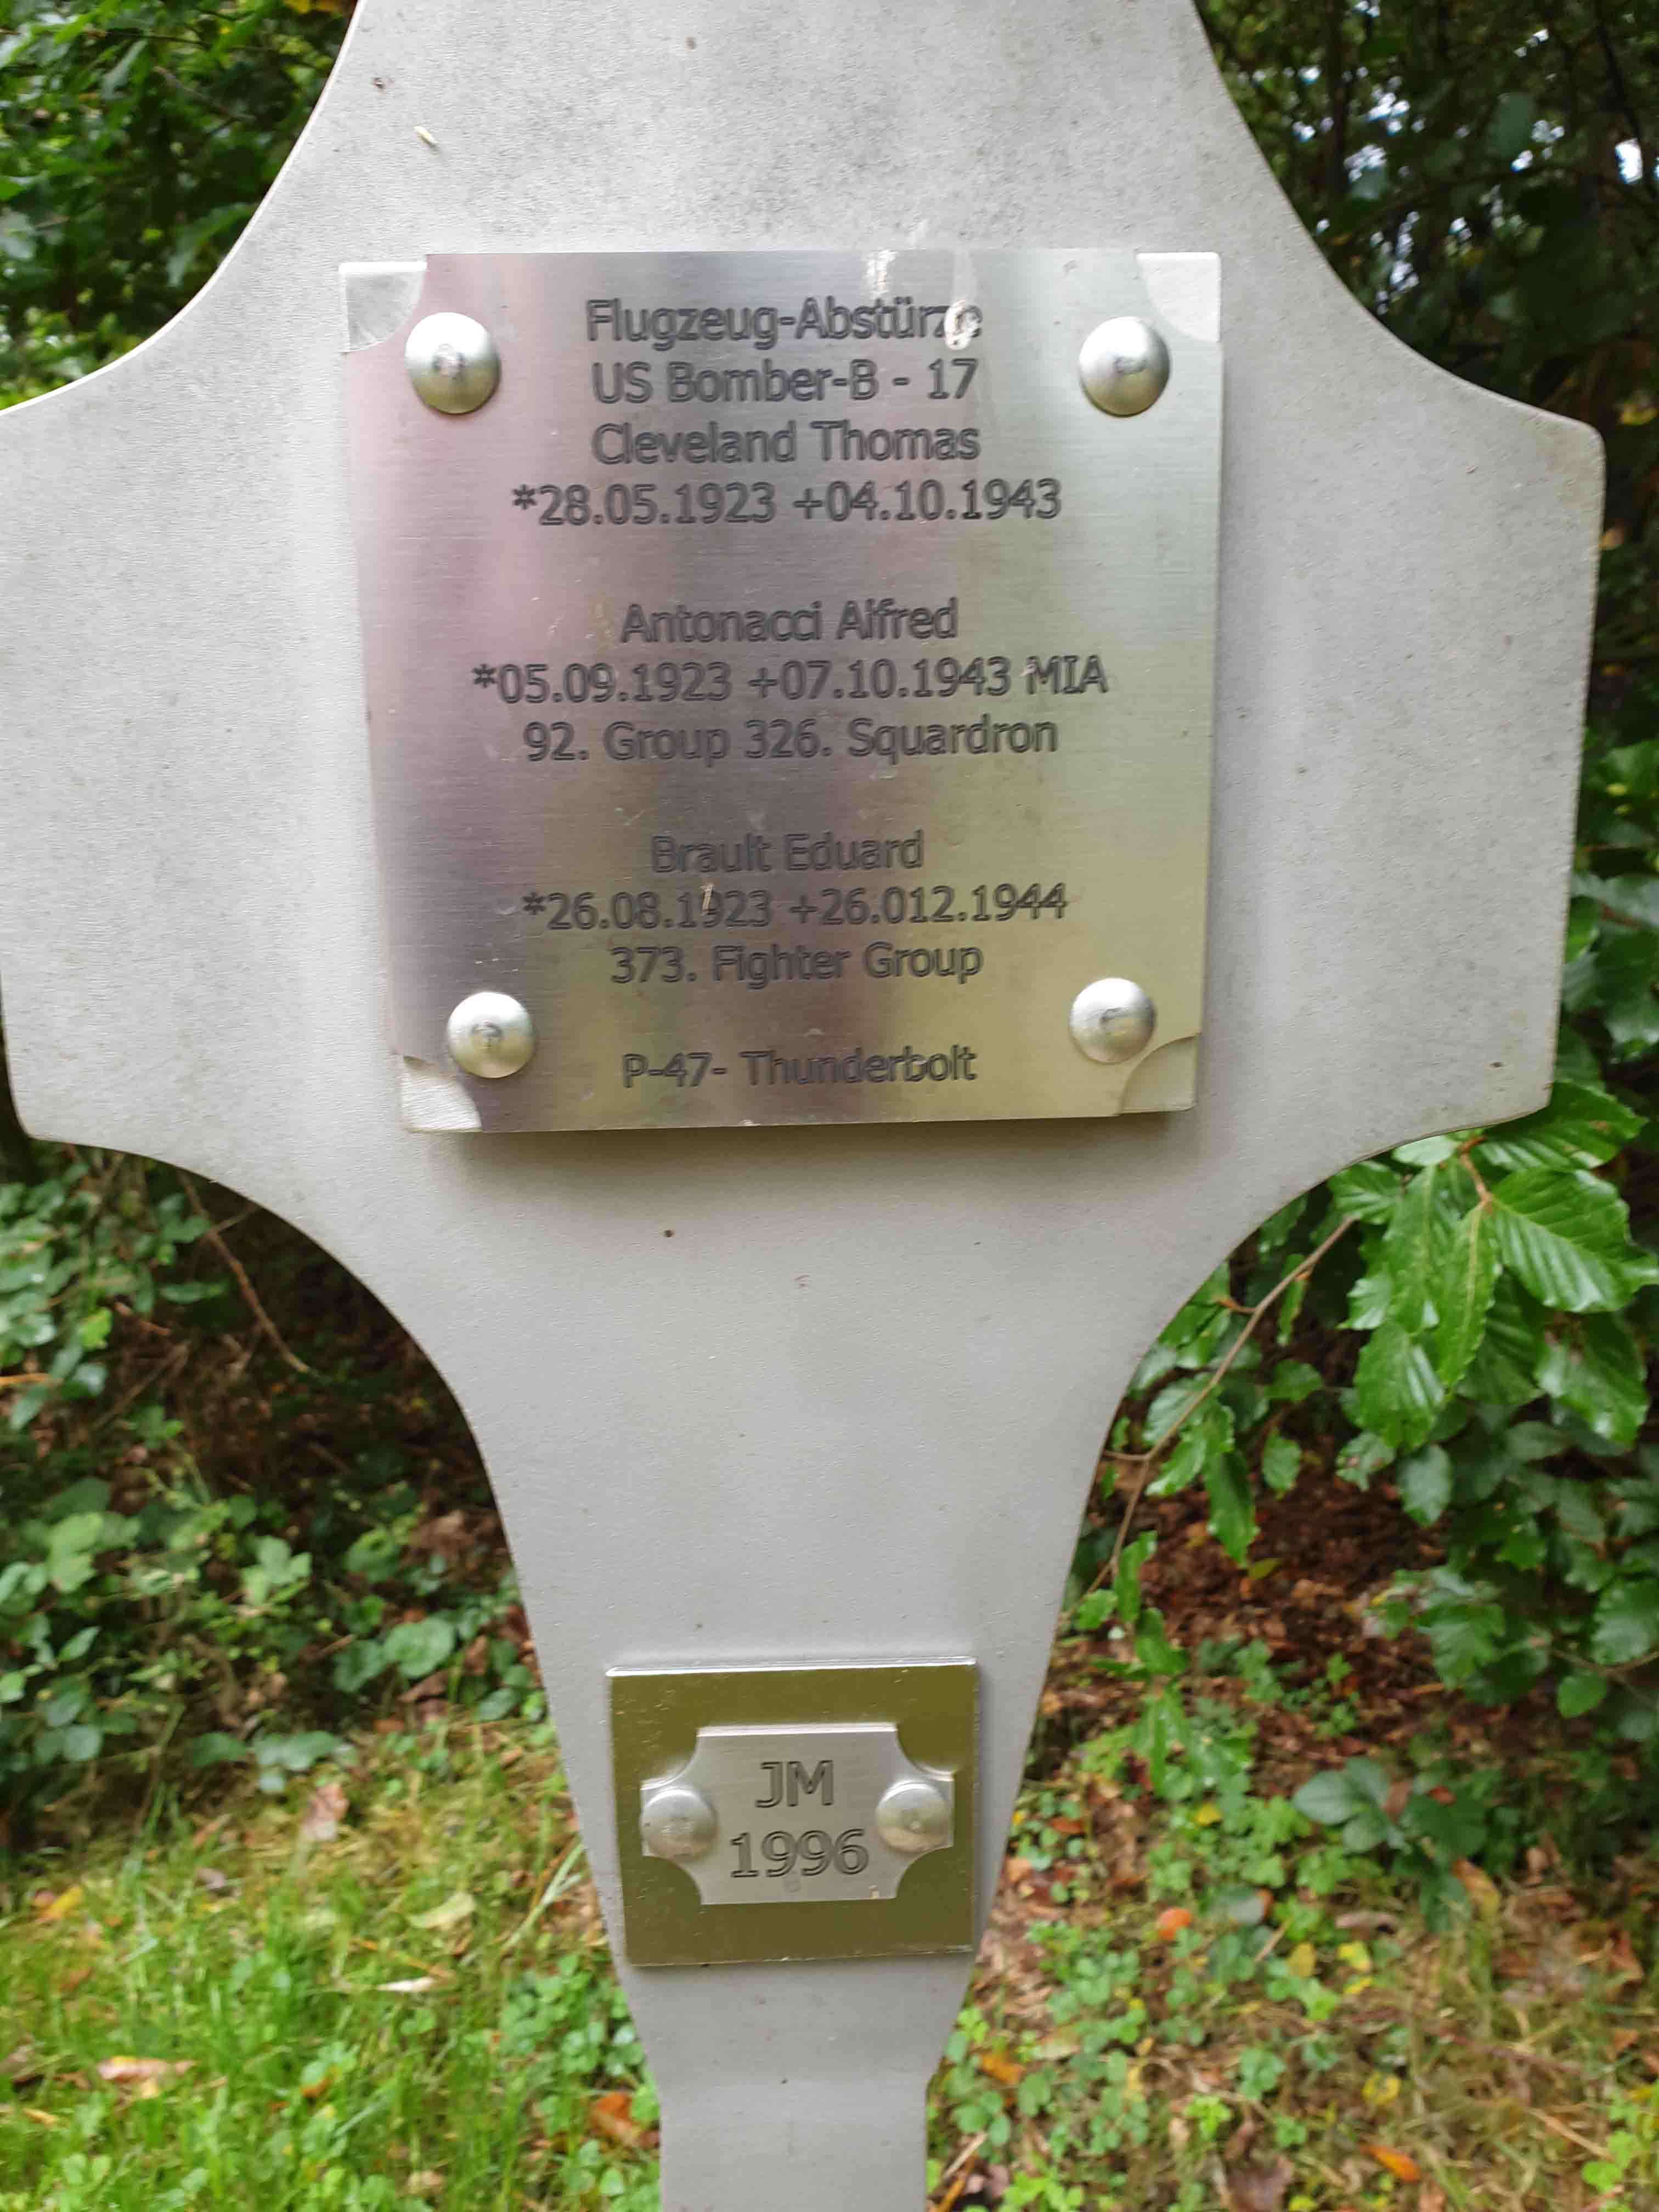 Flugzeug-Abstürze
US Bomber-B - 17
Cleveland Thomas
*28.05.1923 +04.10.1943
Antonacci Alfred
*05.09.1923 +07.10.1943 MIA
92. Group 326. Squardron
Brault Eduard
*26.08.1923 +26.012.1944
373. Fighter Group
P-47- Thunderbolt
JM
1996